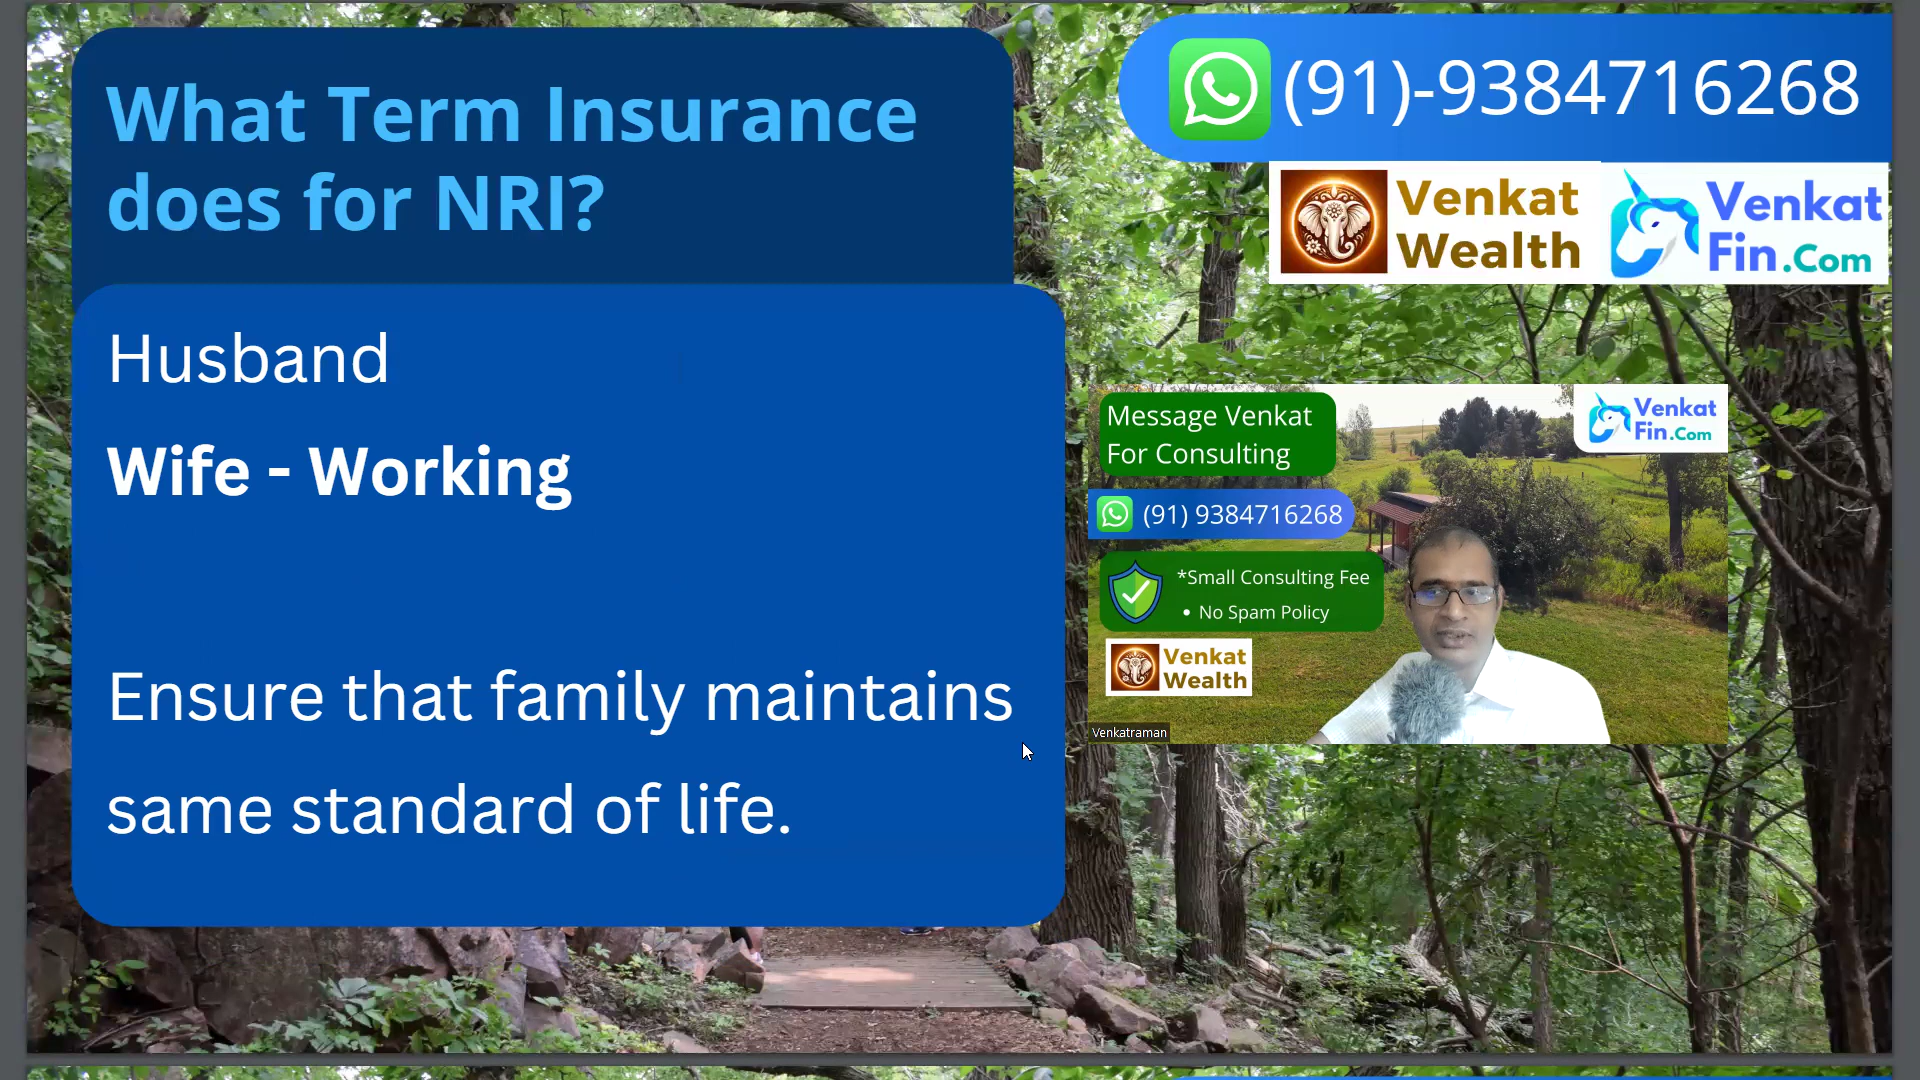 What Term Insurance
does for NRI?
Husband
Wife - Working
Ensure that family maintains
same standard of life.
(91)-9384716268
Venkat
Wealth
Venkat
Fin.Com
Message Venkat
For Consulting
Venkat
Fin.Com
(91) 9384716268
*Small Consulting Fee
• No Spam Policy
Venkat
Wealth
Venkatraman